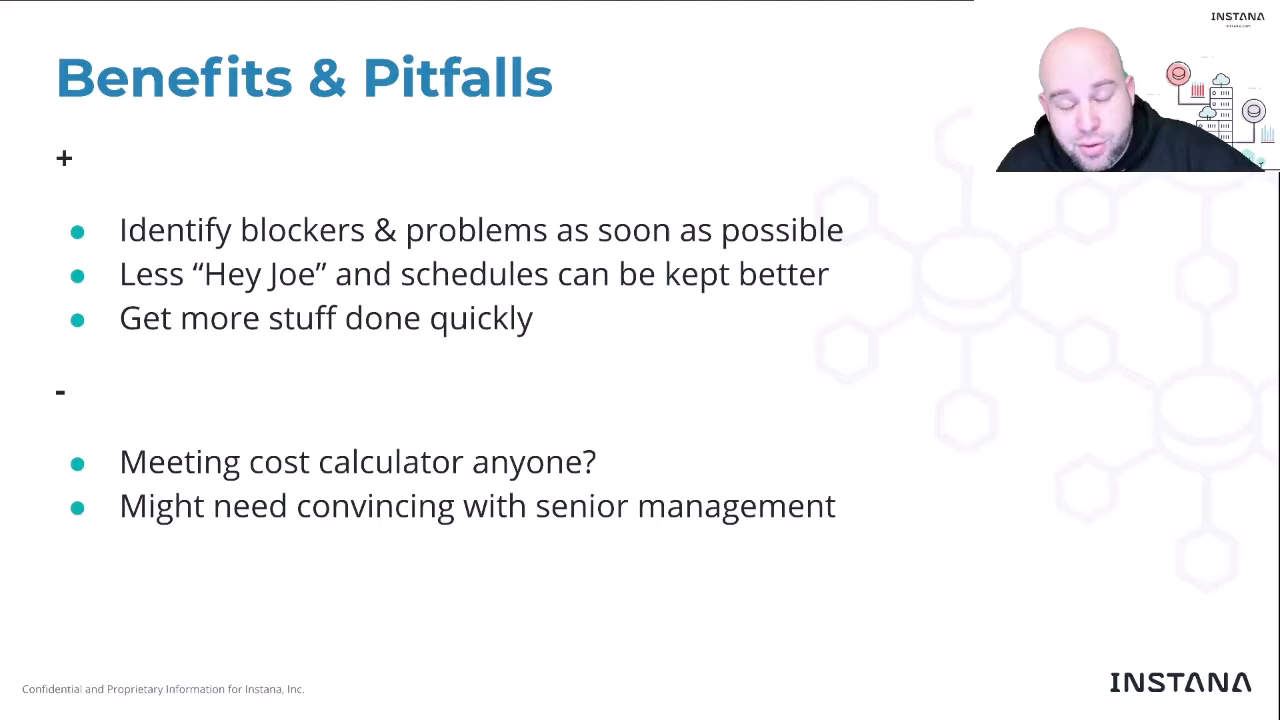 INSTANA
Benefits & Pitfalls
+
● Identify blockers & problems as soon as possible
● Less “Hey Joe” and schedules can be kept better
● Get more stuff done quickly
-
● Meeting cost calculator anyone?
● Might need convincing with senior management
Confidential and Proprietary Information for Instana, Inc.
INSTANA